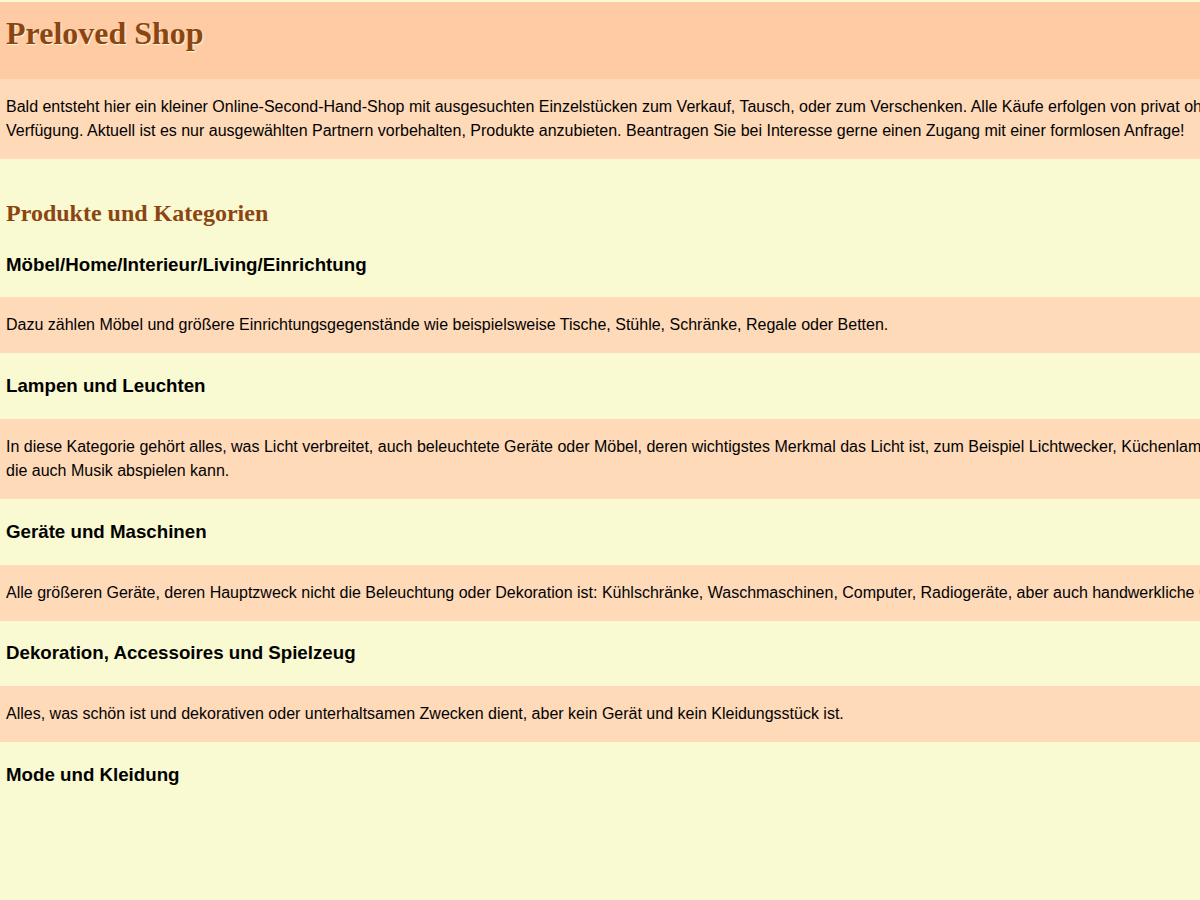 Preloved Shop
Bald entsteht hier ein kleiner Online-Second-Hand-Shop mit ausgesuchten Einzelstücken zum Verkauf, Tausch, oder zum Verschenken. Alle Käufe erfolgen von privat
Verfügung. Aktuell ist es nur ausgewählten Partnern vorbehalten, Produkte anzubieten. Beantragen Sie bei Interesse gerne einen Zugang mit einer formlosen Anfrage!
Produkte und Kategorien
Möbel/Home/Interieur/Living/Einrichtung
Dazu zählen Möbel und größere Einrichtungsgegenstände wie beispielsweise Tische, Stühle, Schränke, Regale oder Betten.
Lampen und Leuchten
In diese Kategorie gehört alles, was Licht verbreitet, auch beleuchtete Geräte oder Möbel, deren wichtigstes Merkmal das Licht ist, zum Beispiel Lichtwecker,
die auch Musik abspielen kann.
Geräte und Maschinen
Alle größeren Geräte, deren Hauptzweck nicht die Beleuchtung oder Dekoration ist: Kühlschränke, Waschmaschinen, Computer, Radiogeräte, aber auch handwerkliche
Dekoration, Accessoires und Spielzeug
Alles, was schön ist und dekorativen oder unterhaltsamen Zwecken dient, aber kein Gerät und kein Kleidungsstück ist.
Mode und Kleidung